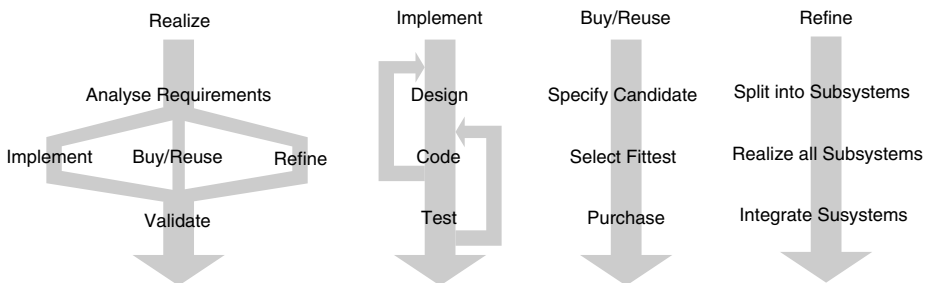 Realize
Analyse Requirements
Implement
Buy/Reuse
Refine
Validate
Implement
Design
Code
Test
Buy/Reuse
Specify Candidate
Select Fittest
Purchase
Refine
Split into Subsystems
Realize all Subsystems
Integrate Susystems